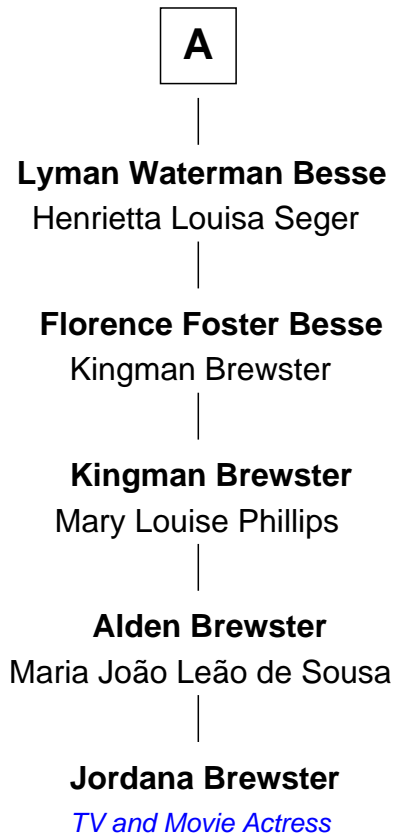 A
Lyman Waterman Besse
Henrietta Louisa Seger
Florence Foster Besse
Kingman Brewster
Kingman Brewster
Mary Louise Phillips
Alden Brewster
Maria João Leão de Sousa
Jordana Brewster
TV and Movie Actress